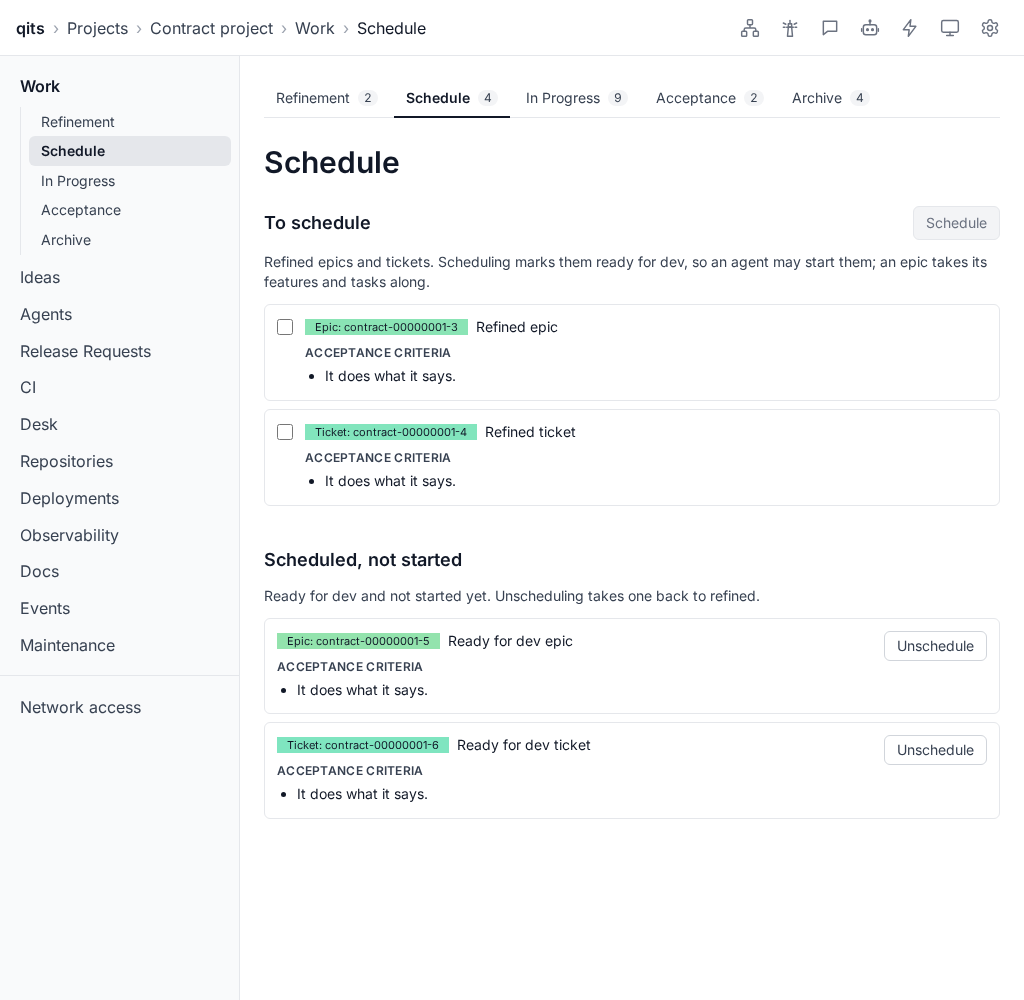 qits › Projects › Contract project › Work › Schedule
Work
Refinement
Schedule
In Progress
Acceptance
Archive
Ideas
Agents
Release Requests
CI
Desk
Repositories
Deployments
Observability
Docs
Events
Maintenance
Network access
Refinement 2 Schedule 4 In Progress 9 Acceptance 2 Archive 4
Schedule
To schedule Schedule
Refined epics and tickets. Scheduling marks them ready for dev, so an agent may start them; an epic takes its
features and tasks along.
Epic: contract-00000001-3 Refined epic
ACCEPTANCE CRITERIA
• It does what it says.
Ticket: contract-00000001-4 Refined ticket
ACCEPTANCE CRITERIA
• It does what it says.
Scheduled, not started
Ready for dev and not started yet. Unscheduling takes one back to refined.
Epic: contract-00000001-5 Ready for dev epic Unschedule
ACCEPTANCE CRITERIA
• It does what it says.
Ticket: contract-00000001-6 Ready for dev ticket Unschedule
ACCEPTANCE CRITERIA
• It does what it says.